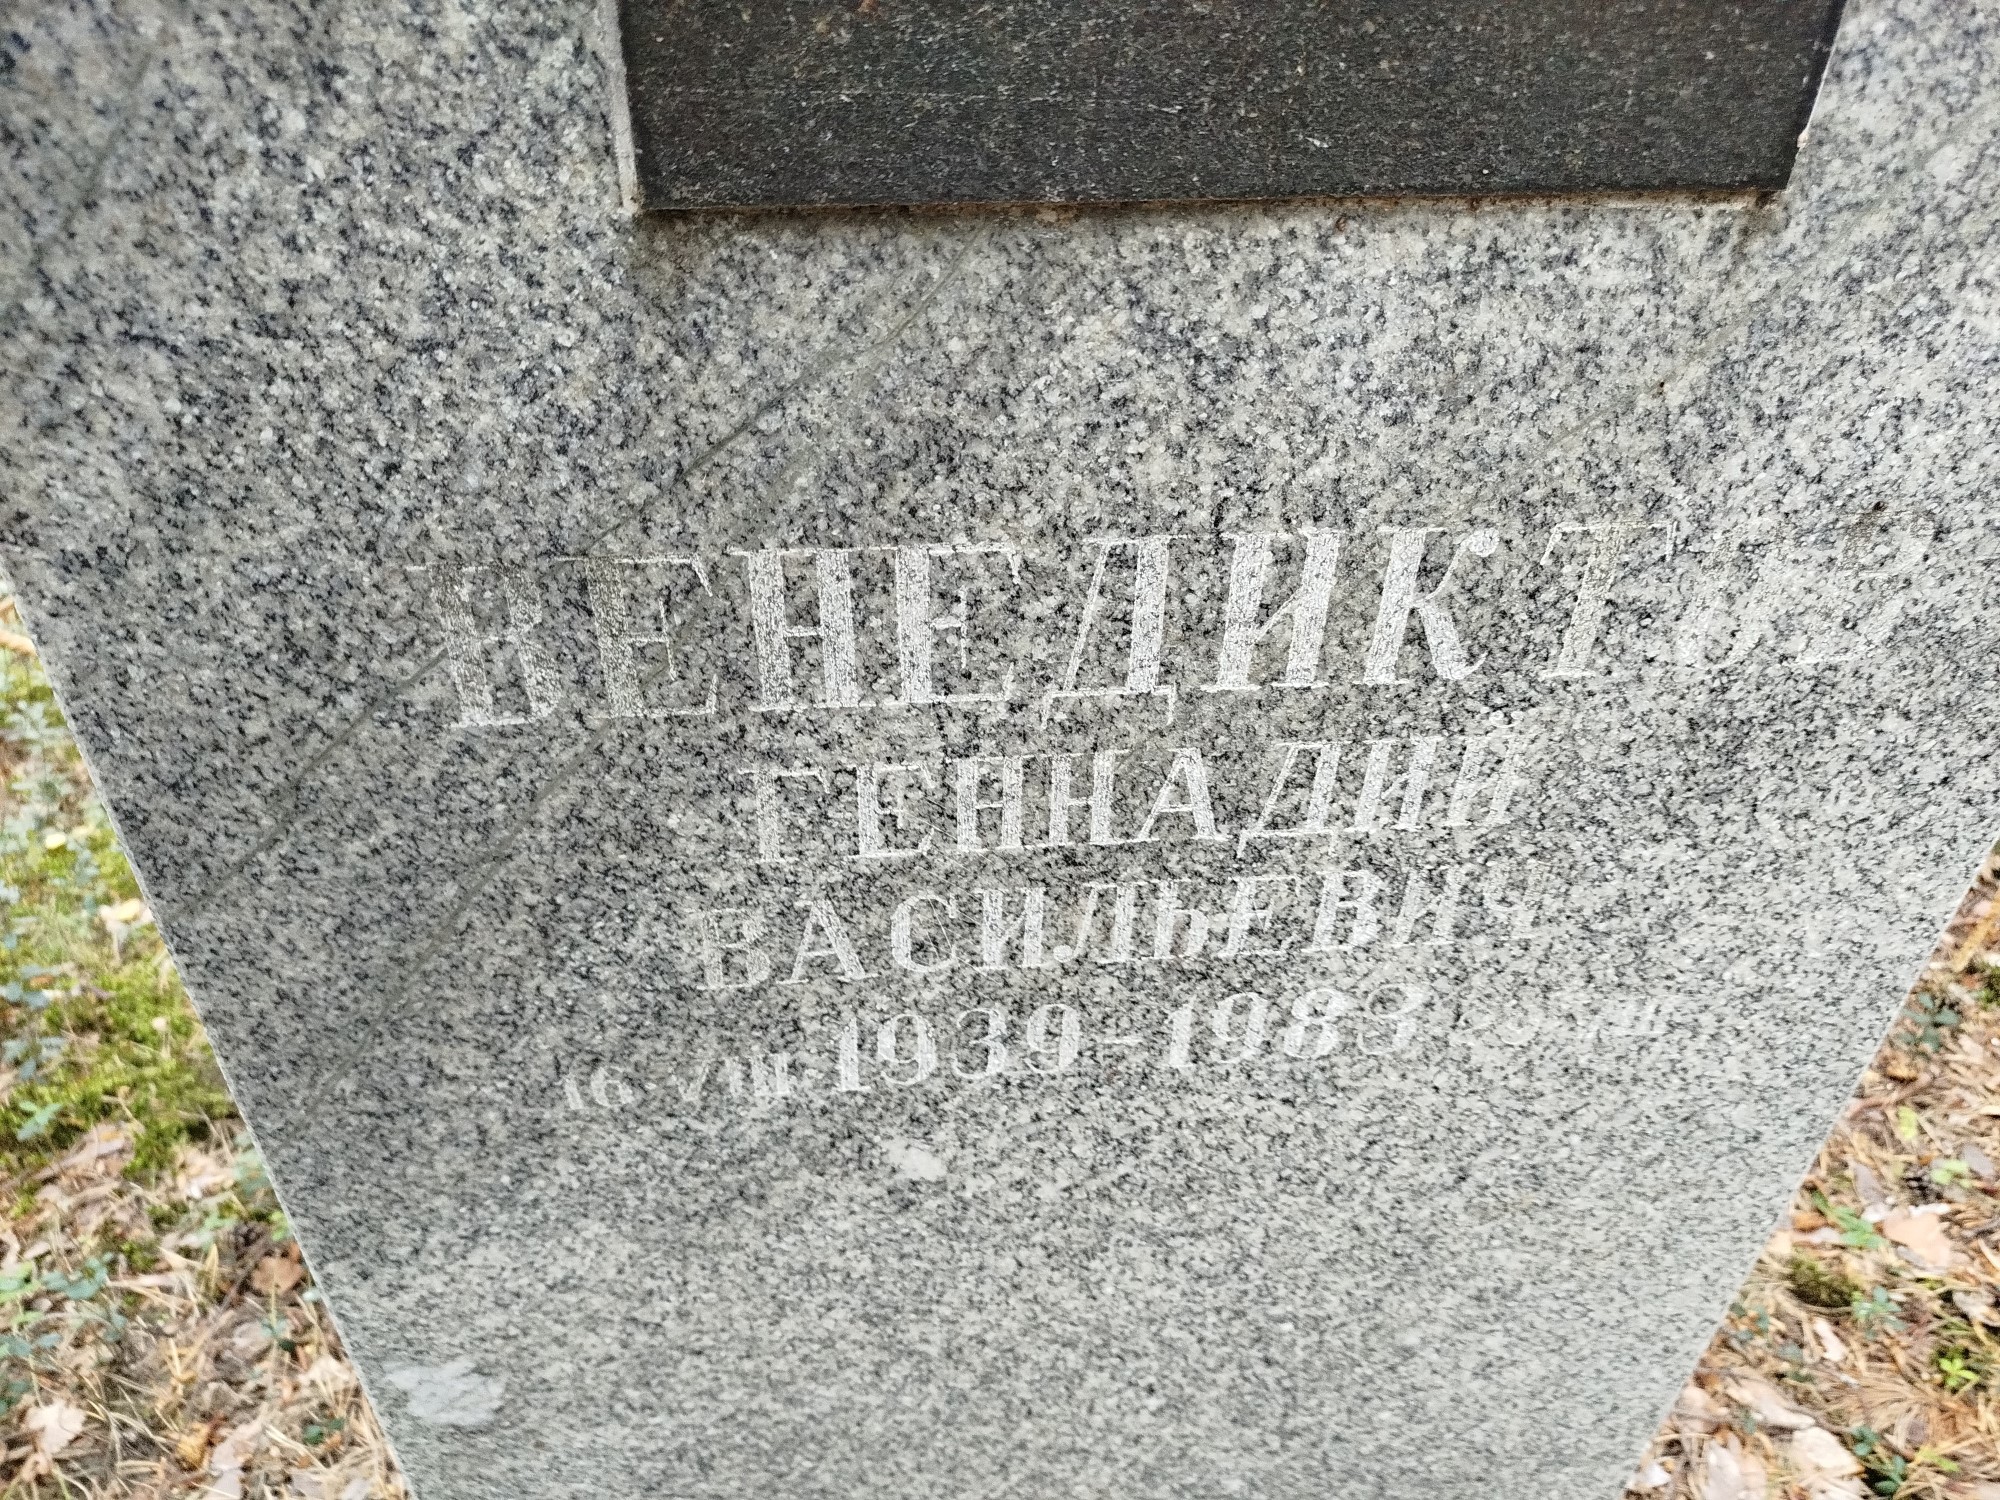 ВЕНЕДИКТОВ
ГЕННАДИЙ
ВАСИЛЬЕВИЧ
16 VIII 1939-1983